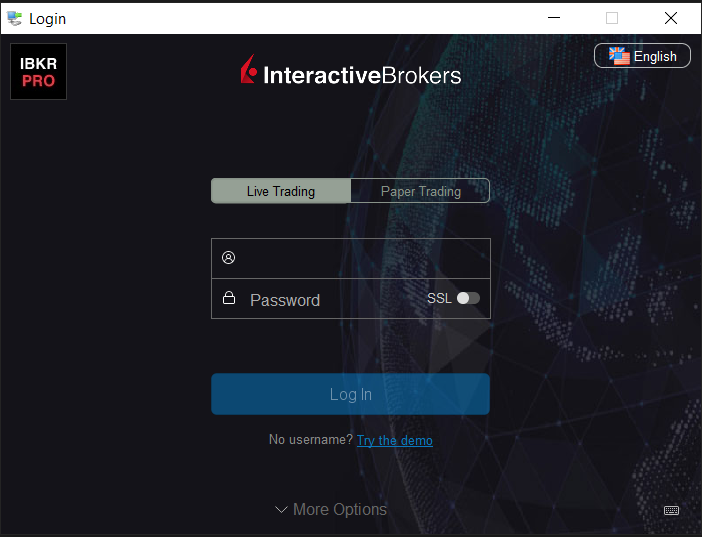 Login
IBKR
PRO
InteractiveBrokers
English
Live Trading
Paper Trading
Password
SSL
Log In
No username? Try the demo
More Options